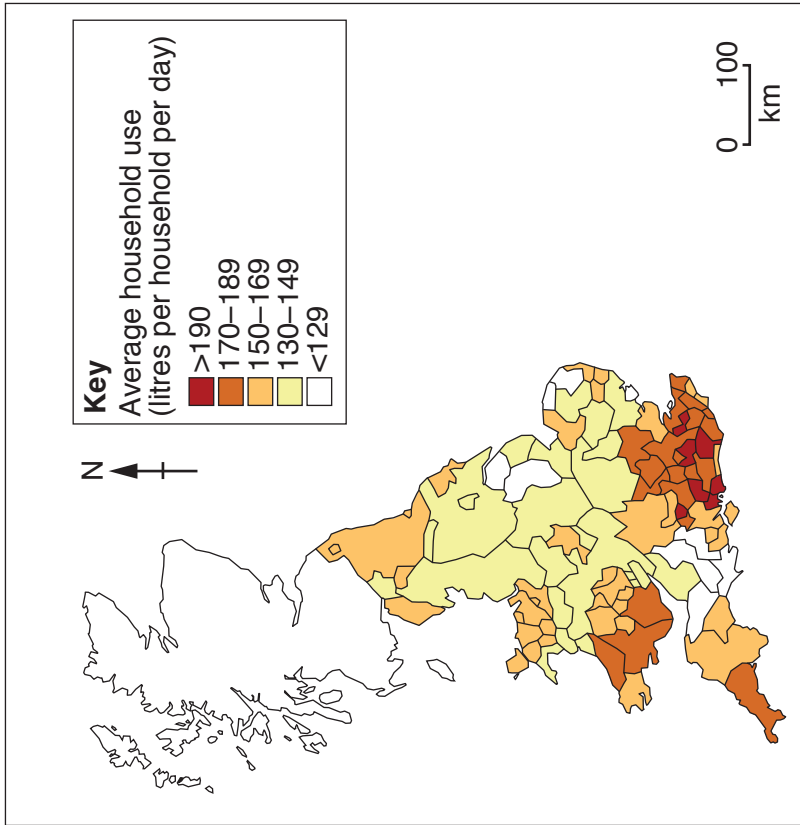 Key
Average household use
(litres per household per day)
>190
170–189
150–169
130–149
<129
N
0 100
km